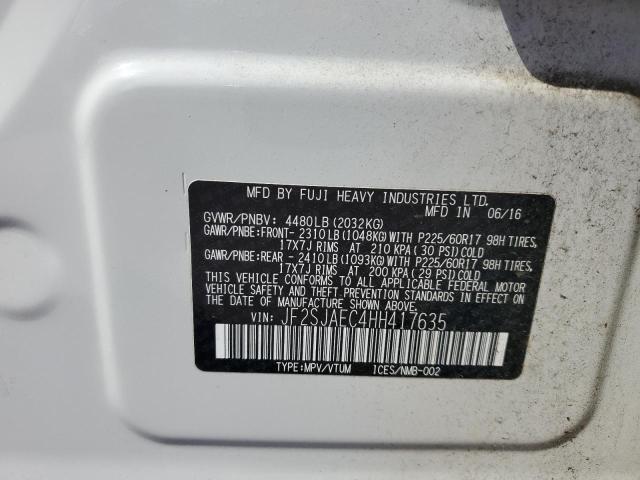 MFD BY FUJI HEAVY INDUSTRIES LTD.
MFD IN 06/16
GVWR/PNBV: 4480LB(2032KG)
GAWR/PNBE:FRONT- 2310LB(1048KG)WITH P225/60R17 98H TIRES,
17X7J RIMS AT 210 KPA(30 PSI)COLD
GAWR/PNBE:REAR - 2410LB(1093KG)WITH P225/60R17 98H TIRES,
17X7J RIMS AT 200 KPA(29 PSI)COLD
THIS VEHICLE CONFORMS TO ALL APPLICABLE FEDERAL MOTOR
VEHICLE SAFETY AND THEFT PREVENTION STANDARDS IN EFFECT
ON THE DATE OF MANUFACTURE SHOWN ABOVE.
VIN: JF2SJAEC4HH417635
TYPE:MPV/VTUM ICES/NMB-002